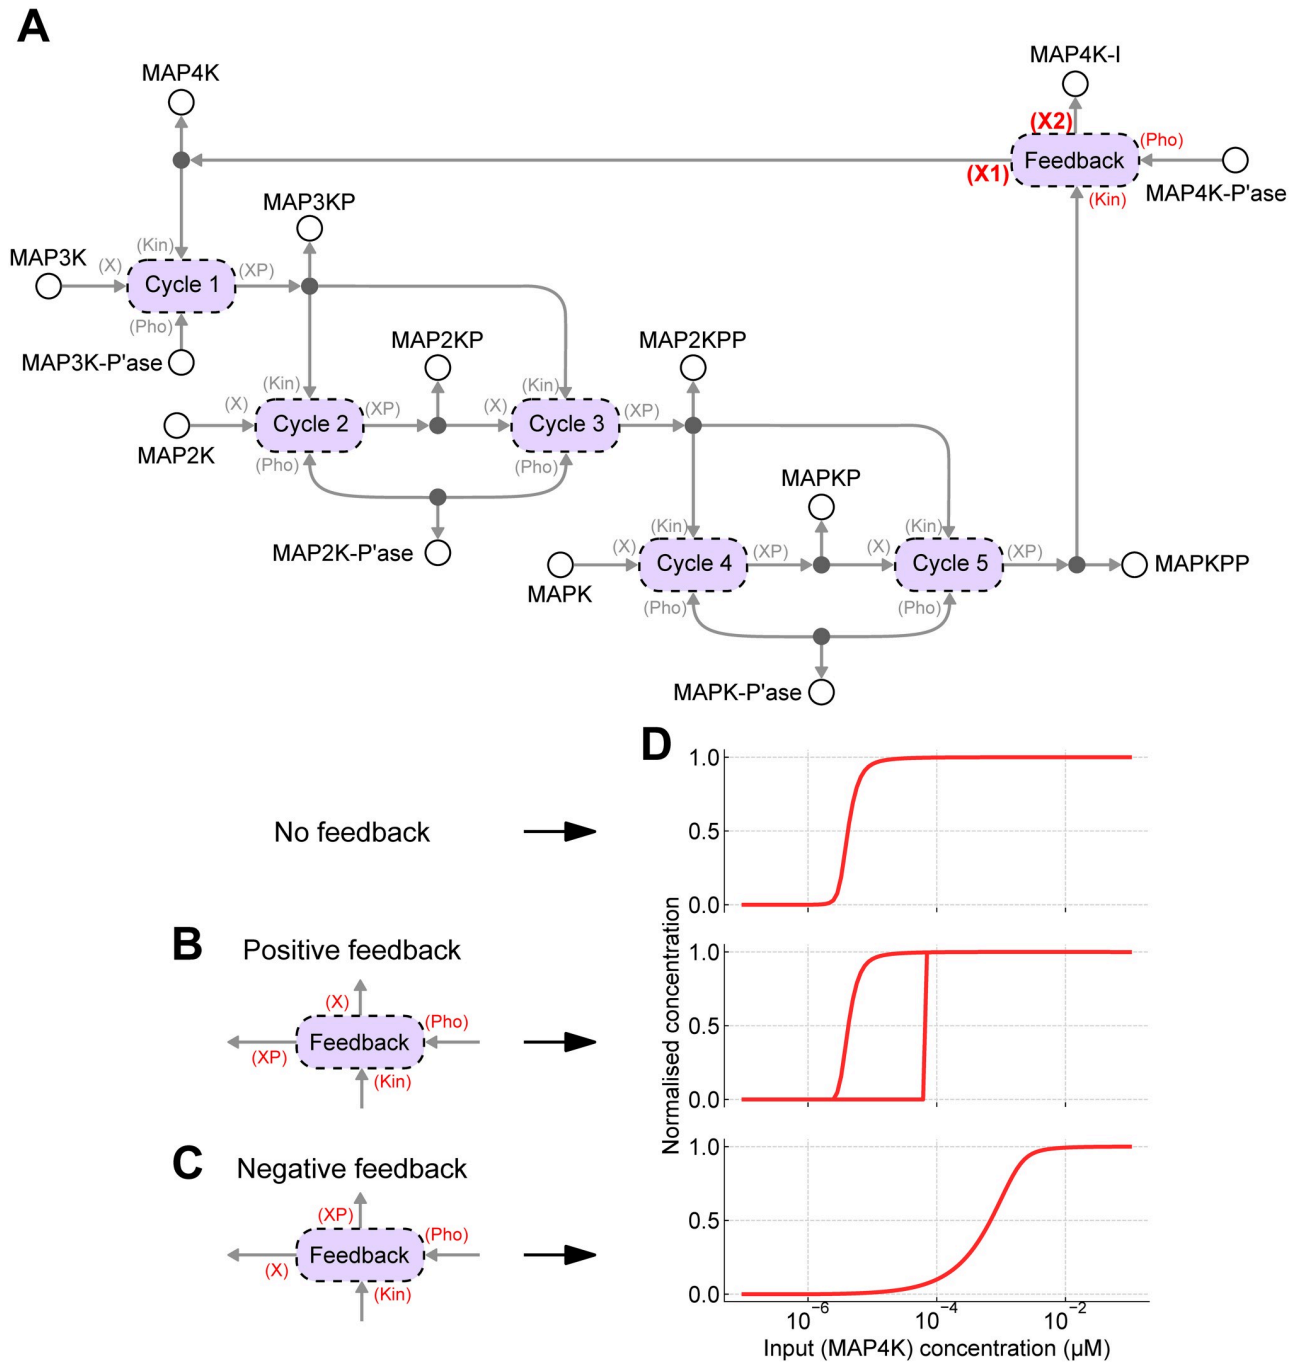 A
MAP4K
MAP4K-I
(X2)
(Pho)
Feedback
(X1)
MAP4K-P'ase
(Kin)
MAP3KP
MAP3K
(Kin)
(X)
Cycle 1
(XP)
(Pho)
MAP3K-P'ase
MAP2KP
MAP2KPP
(Kin)
(Kin)
(X)
Cycle 2
(XP)
(X)
Cycle 3
(XP)
MAP2K
(Pho)
(Pho)
MAPKP
MAP2K-P'ase
(Kin)
(Kin)
(X)
Cycle 4
(XP)
(X)
Cycle 5
(XP)
MAPKPP
MAPK
(Pho)
(Pho)
MAPK-P'ase
D
No feedback
1.0
0.5
0.0
B
Positive feedback
(X)
(Pho)
Feedback
(XP)
(Kin)
1.0
0.5
0.0
Normalised concentration
C
Negative feedback
(XP)
(Pho)
Feedback
(X)
(Kin)
1.0
0.5
0.0
10⁻⁶
10⁻⁴
10⁻²
Input (MAP4K) concentration (µM)